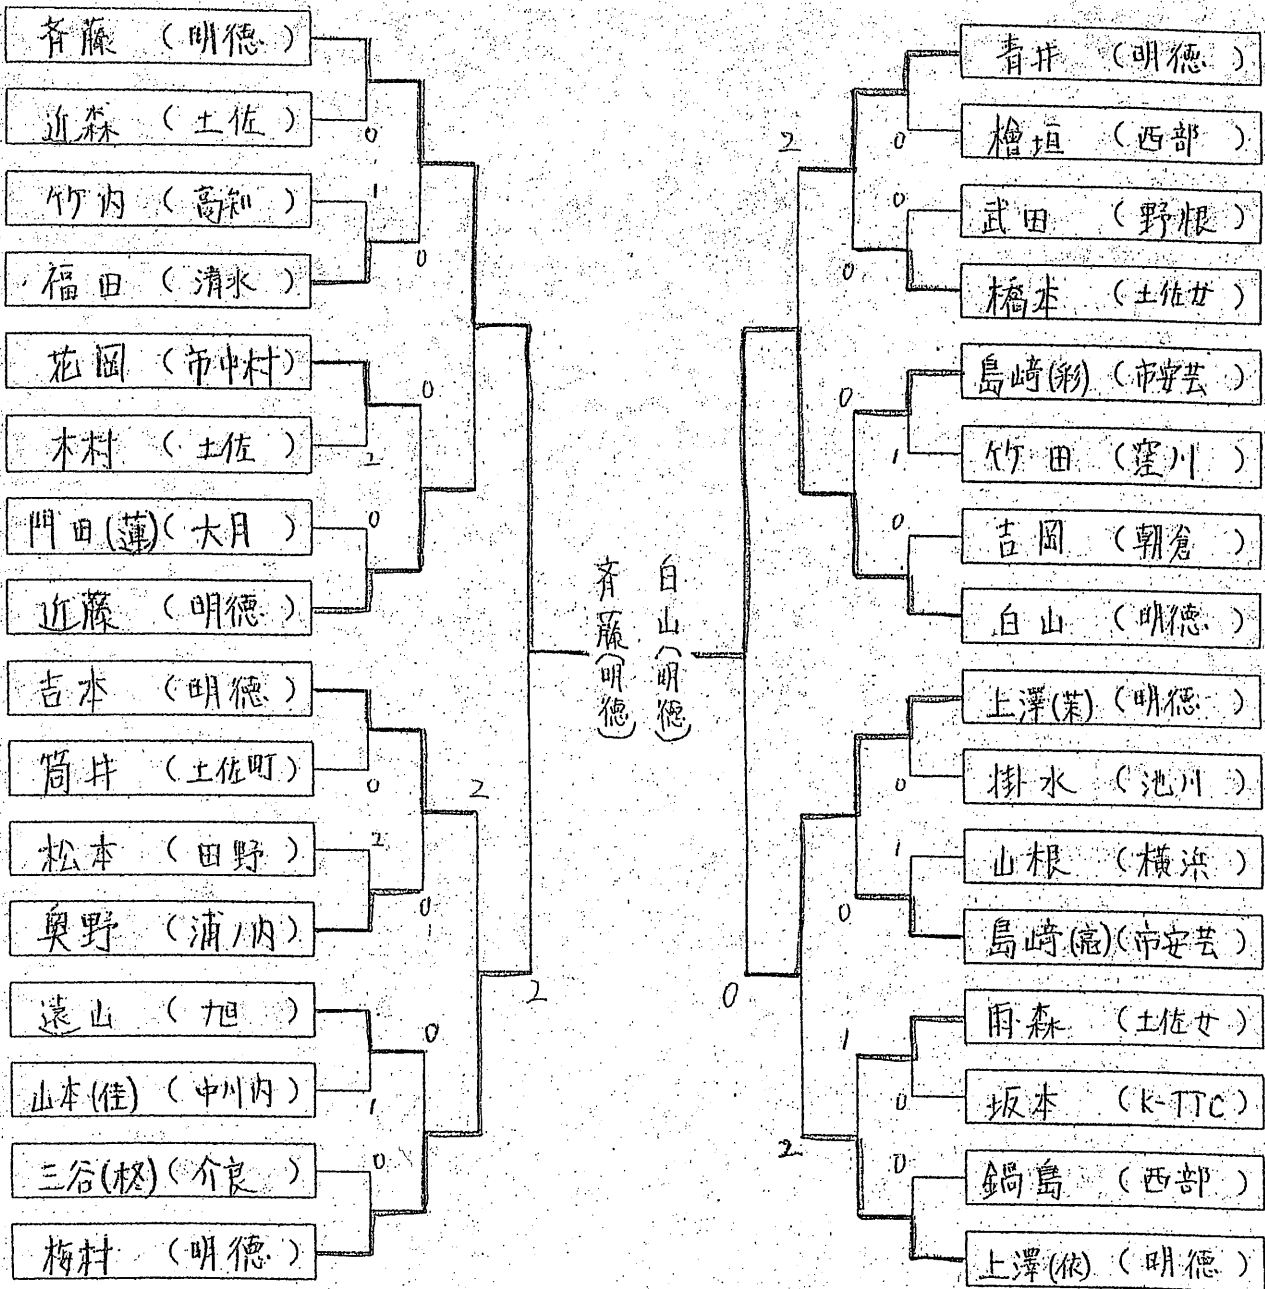 斉藤 (明徳)
近森 (土佐)
0
竹内 (高知)
1
福田 (清水)
0
花岡 (市中村)
0
木村 (土佐)
2
門田(蓮)(大月)
0
近藤 (明徳)
吉本 (明徳)
筒井 (土佐町)
0
2
松本 (田野)
2
奥野 (浦ノ内)
0
遠山 (旭)
2
0
山本(佳)(中川内)
1
三谷(柊)(介良)
0
梅村 (明徳)
斉藤(明徳)
白山(明徳)
青井 (明徳)
2
0
檜垣 (西部)
武田 (野根)
0
橋本 (土佐女)
0
島﨑(彩)(市安芸)
0
竹田 (窪川)
1
吉岡 (朝倉)
0
白山 (明徳)
上澤(茉)(明徳)
掛水 (池川)
0
山根 (横浜)
1
島﨑(高)(市安芸)
0
雨森 (土佐女)
0
1
坂本 (K-TTC)
0
鍋島 (西部)
2
0
上澤(依)(明徳)